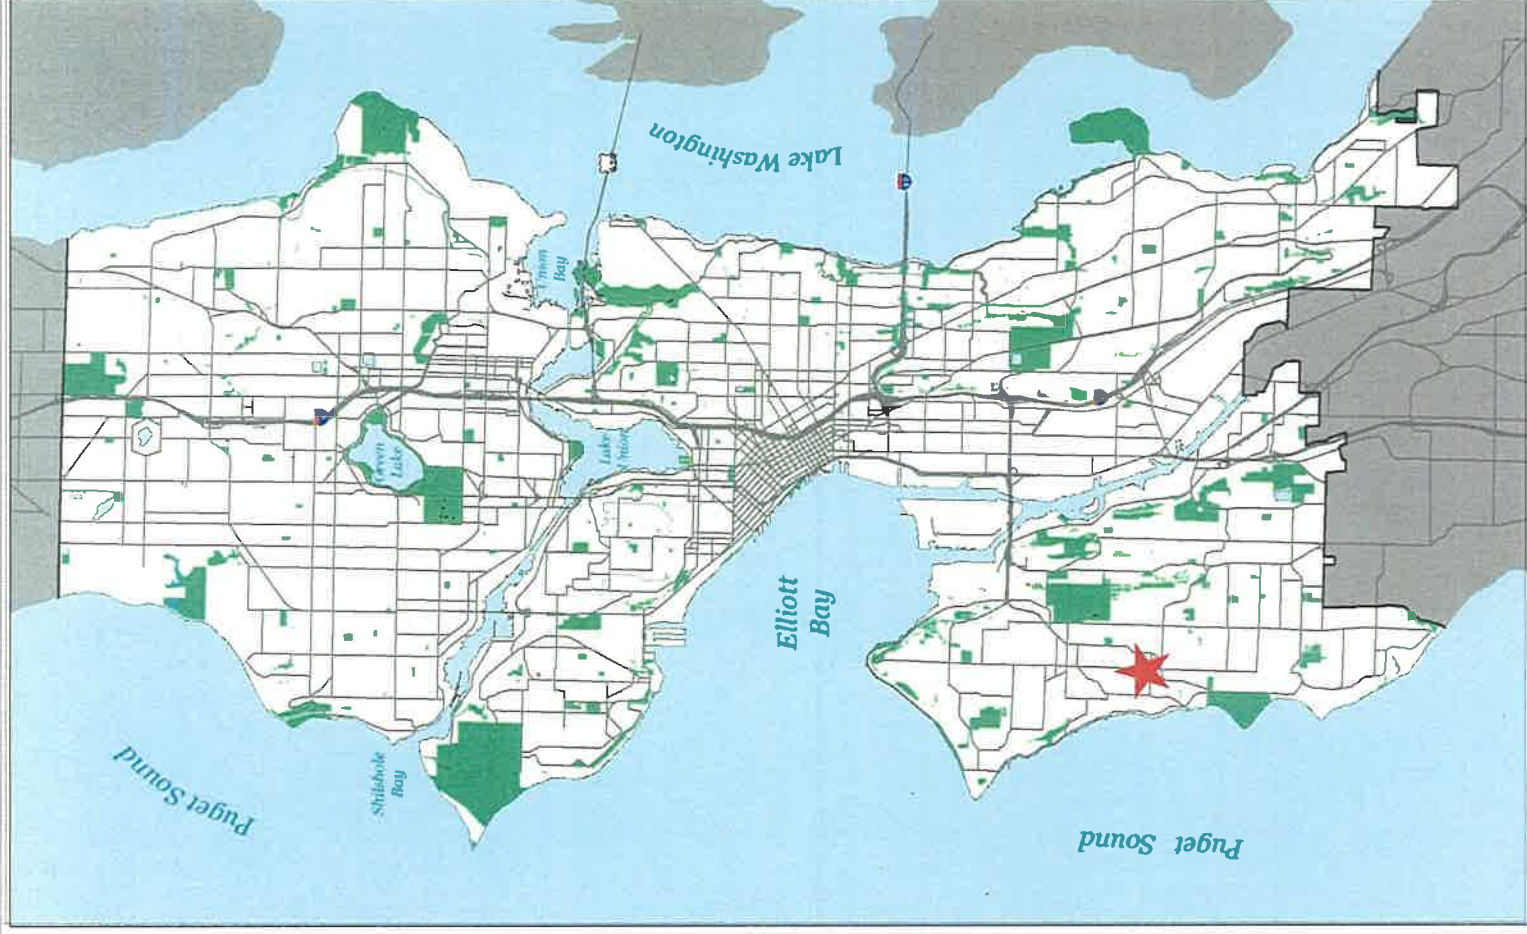 Lake Washington
Union
Bay
Green
Lake
Lake
Union
Elliott
Bay
Shilshole
Bay
Puget Sound
Puget Sound